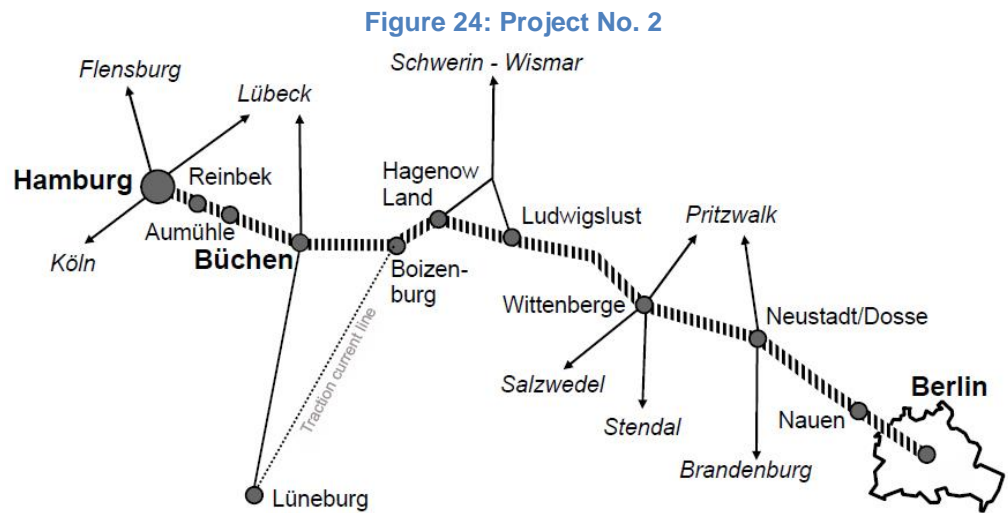 Figure 24: Project No. 2
Flensburg
Schwerin - Wismar
Lübeck
Hamburg
Reinbek
Hagenow
Land
Ludwigslust
Pritzwalk
Aumühle
Köln
Büchen
Boizen-
burg
Wittenberge
Neustadt/Dosse
Traction current line
Salzwedel
Stendal
Berlin
Nauen
Brandenburg
Lüneburg